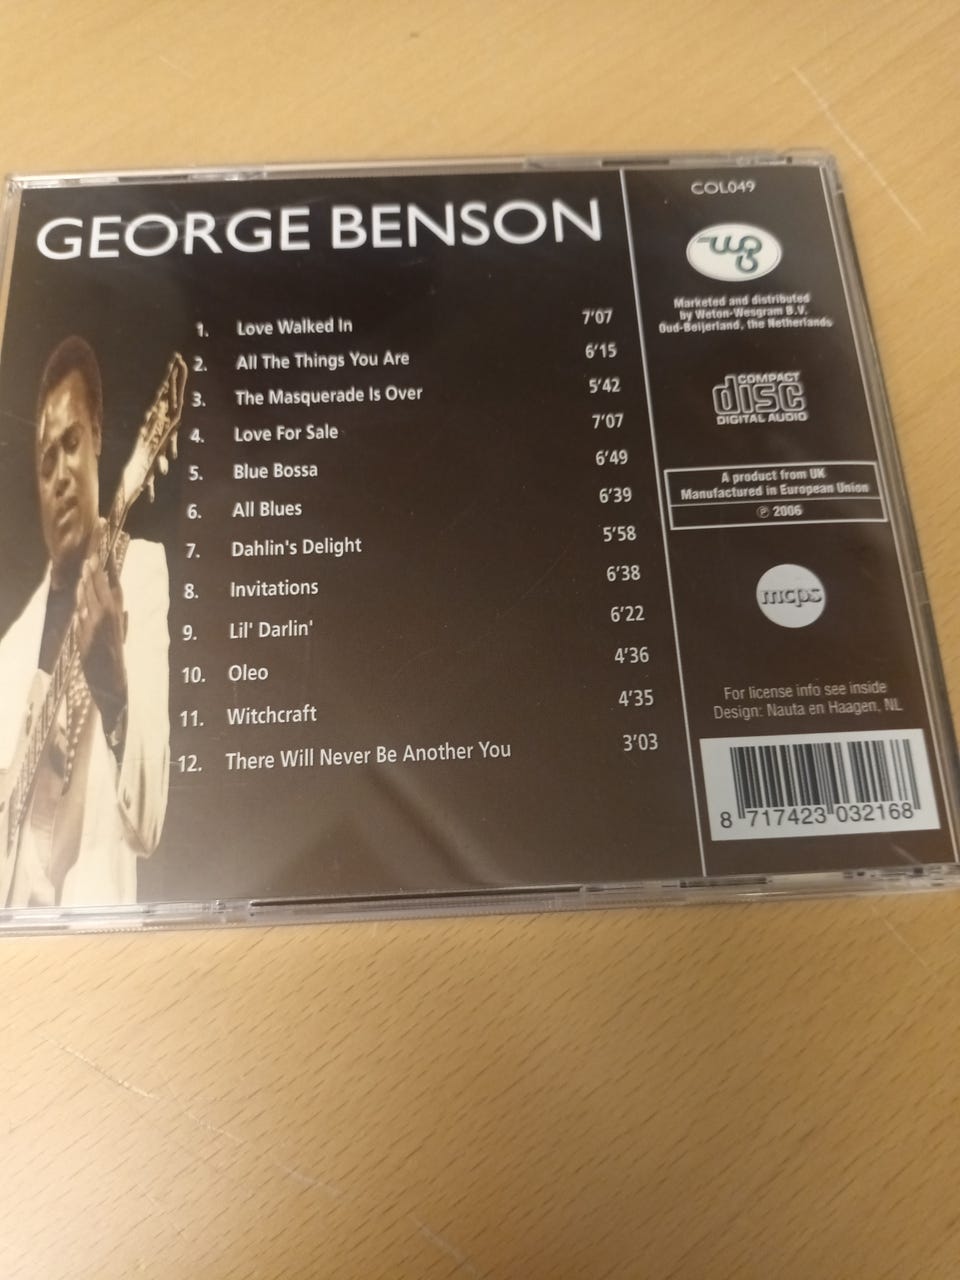 GEORGE BENSON
1. Love Walked In 7'07
2. All The Things You Are 6'15
3. The Masquerade Is Over 5'42
4. Love For Sale 7'07
5. Blue Bossa 6'49
6. All Blues 6'39
7. Dahlin's Delight 5'58
8. Invitations 6'38
9. Lil' Darlin' 6'22
10. Oleo 4'36
11. Witchcraft 4'35
12. There Will Never Be Another You 3'03
COL049
wg
Marketed and distributed
by Weton-Wesgram B.V.
Oud-Beijerland, the Netherlands
COMPACT
disc
DIGITAL AUDIO
A product from UK
Manufactured in European Union
℗ 2006
mcps
For license info see inside
Design: Nauta en Haagen, NL
8 717423 032168